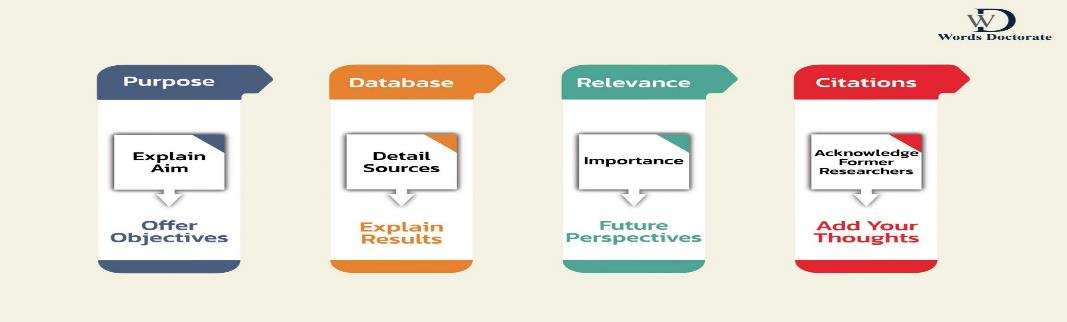 WD
Words Doctorate
Purpose
Explain
Aim
Offer
Objectives
Database
Detail
Sources
Explain
Results
Relevance
Importance
Future
Perspectives
Citations
Acknowledge
Former
Researchers
Add Your
Thoughts